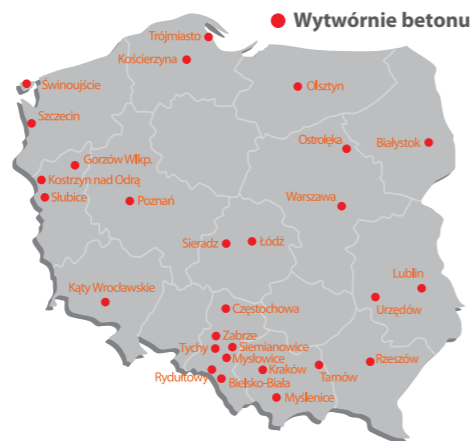 Wytwórnie betonu
Trójmiasto
Kościerzyna
Świnoujście
Olsztyn
Szczecin
Ostrołęka
Białystok
Gorzów Wlkp.
Kostrzyn nad Odrą
Słubice
Poznań
Warszawa
Sieradz
Łódź
Lublin
Kąty Wrocławskie
Urzędów
Częstochowa
Zabrze
Tychy
Siemianowice
Mysłowice
Rzeszów
Kraków
Tarnów
Rydułtowy
Bielsko-Biała
Myślenice